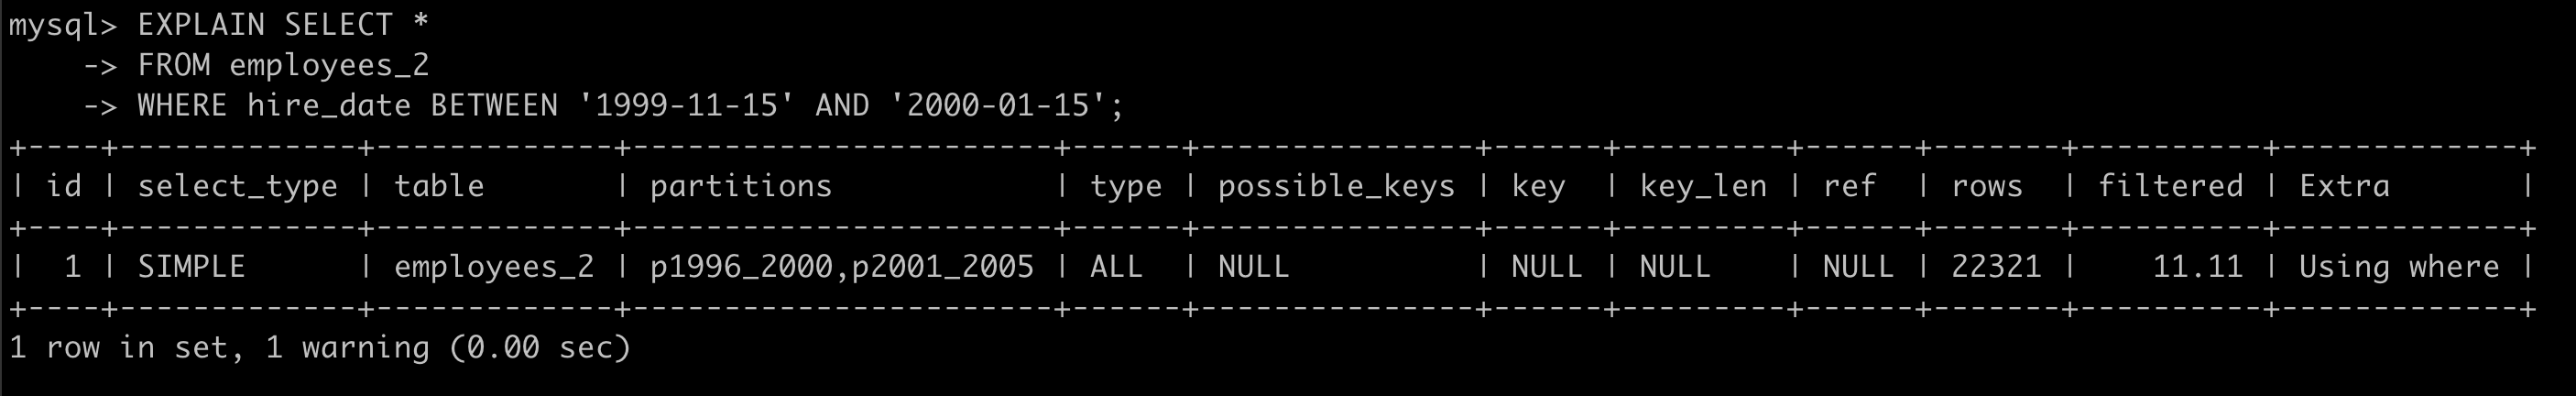 mysql> EXPLAIN SELECT *
    -> FROM employees_2
    -> WHERE hire_date BETWEEN '1999-11-15' AND '2000-01-15';
+----+-------------+-------------+-----------------------+------+---------------+------+---------+------+-------+----------+-------------+
| id | select_type | table       | partitions            | type | possible_keys | key  | key_len | ref  | rows  | filtered | Extra       |
+----+-------------+-------------+-----------------------+------+---------------+------+---------+------+-------+----------+-------------+
|  1 | SIMPLE      | employees_2 | p1996_2000,p2001_2005 | ALL  | NULL          | NULL | NULL    | NULL | 22321 |    11.11 | Using where |
+----+-------------+-------------+-----------------------+------+---------------+------+---------+------+-------+----------+-------------+
1 row in set, 1 warning (0.00 sec)